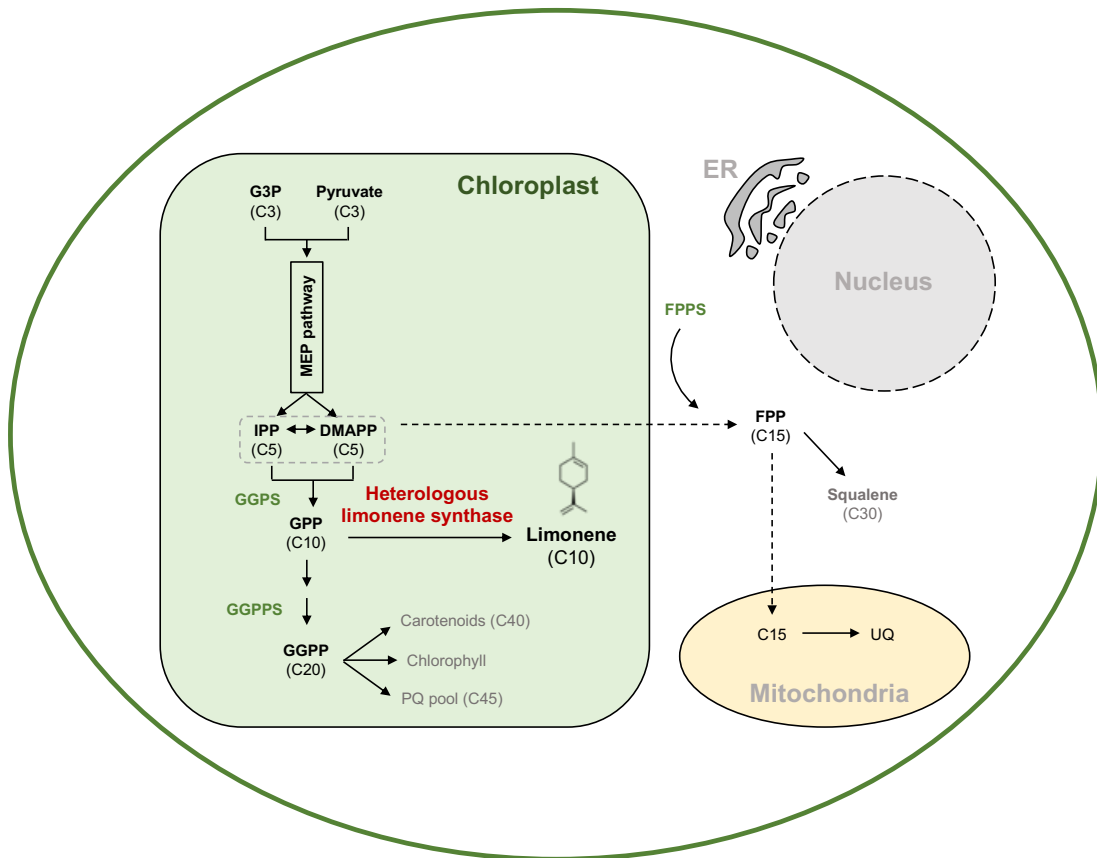 Chloroplast
G3P
(C3)
Pyruvate
(C3)
MEP pathway
IPP
(C5)
DMAPP
(C5)
GGPS
GPP
(C10)
Heterologous
limonene synthase
Limonene
(C10)
GGPPS
GGPP
(C20)
Carotenoids (C40)
Chlorophyll
PQ pool (C45)
ER
Nucleus
FPPS
FPP
(C15)
Squalene
(C30)
C15
UQ
Mitochondria